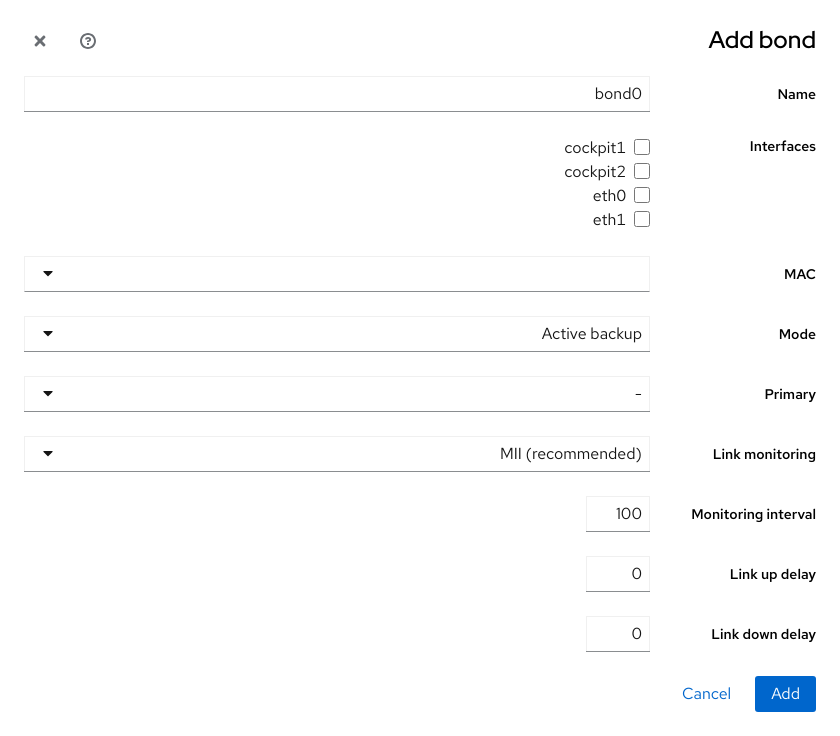 Add bond
Name
bond0
Interfaces
cockpit1
cockpit2
eth0
eth1
MAC
Mode
Active backup
Primary
-
Link monitoring
MII (recommended)
Monitoring interval
100
Link up delay
0
Link down delay
0
Add
Cancel